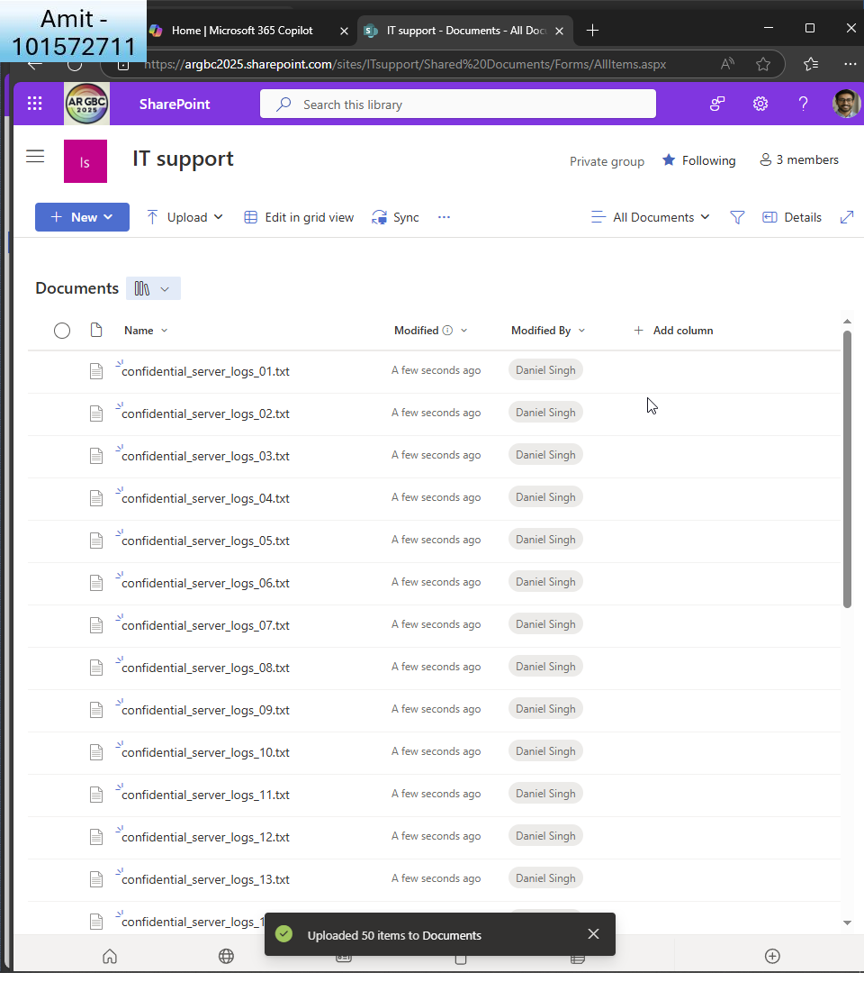 Amit -
101572711
Home | Microsoft 365 Copilot
IT support - Documents - All Doc
https://argbc2025.sharepoint.com/sites/ITsupport/Shared%20Documents/Forms/AllItems.aspx
AR GBC
2025
SharePoint
Search this library
Is
IT support
Private group
Following
3 members
New
Upload
Edit in grid view
Sync
All Documents
Details
Documents
Name
Modified
Modified By
Add column
confidential_server_logs_01.txt A few seconds ago Daniel Singh
confidential_server_logs_02.txt A few seconds ago Daniel Singh
confidential_server_logs_03.txt A few seconds ago Daniel Singh
confidential_server_logs_04.txt A few seconds ago Daniel Singh
confidential_server_logs_05.txt A few seconds ago Daniel Singh
confidential_server_logs_06.txt A few seconds ago Daniel Singh
confidential_server_logs_07.txt A few seconds ago Daniel Singh
confidential_server_logs_08.txt A few seconds ago Daniel Singh
confidential_server_logs_09.txt A few seconds ago Daniel Singh
confidential_server_logs_10.txt A few seconds ago Daniel Singh
confidential_server_logs_11.txt A few seconds ago Daniel Singh
confidential_server_logs_12.txt A few seconds ago Daniel Singh
confidential_server_logs_13.txt A few seconds ago Daniel Singh
confidential_server_logs_1
Uploaded 50 items to Documents